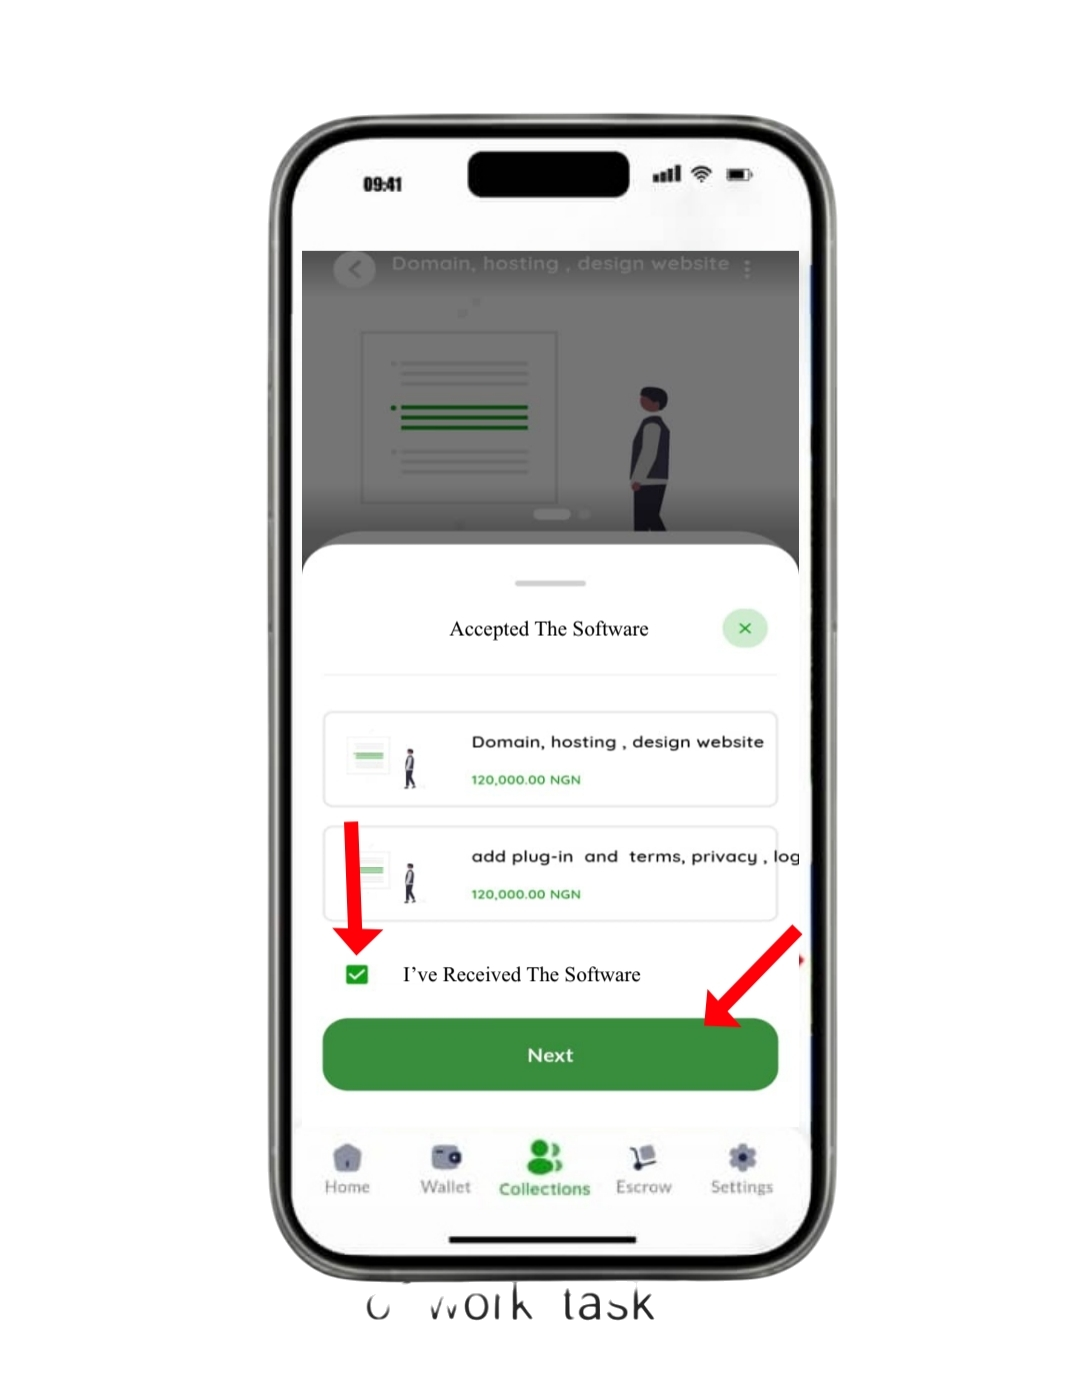 09:41
Domain, hosting , design website
Accepted The Software
Domain, hosting , design website
120,000.00 NGN
add plug-in and terms, privacy , log
120,000.00 NGN
I've Received The Software
Next
Home Wallet Collections Escrow Settings
work task